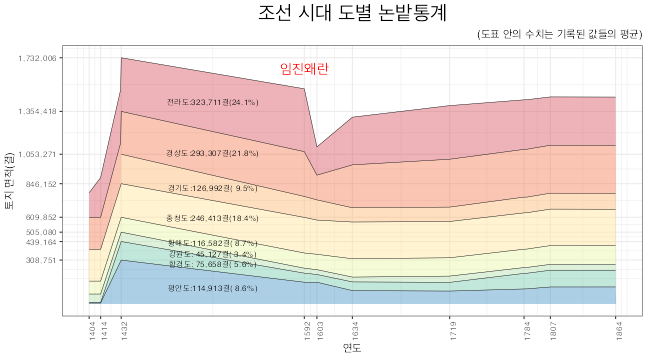 조선 시대 도별 논밭통계
(도표 안의 수치는 기록된 값들의 평균)
임진왜란
1,732,006
전라도:323,711결(24.1%)
1,354,418
경상도:293,307결(21.8%)
1,053,271
경기도:126,992결( 9.5%)
846,152
충청도:246,413결(18.4%)
609,852
505,080
황해도:116,582결( 8.7%)
439,164
강원도: 45,127결( 3.4%)
함경도: 75,658결( 5.6%)
308,751
평안도:114,913결( 8.6%)
토지 면적(결)
1404
1414
1432
1592
1603
1634
1719
1784
1807
1864
연도